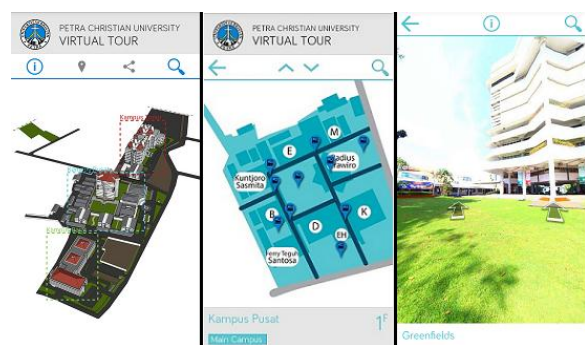 PETRA CHRISTIAN UNIVERSITY
VIRTUAL TOUR
PETRA CHRISTIAN UNIVERSITY
VIRTUAL TOUR
M
E
Radius
Prawiro
Kuntjoro
Sasmita
B
K
D
EH
Santosa
Kampus Pusat
1F
Main Campus
Greenfields